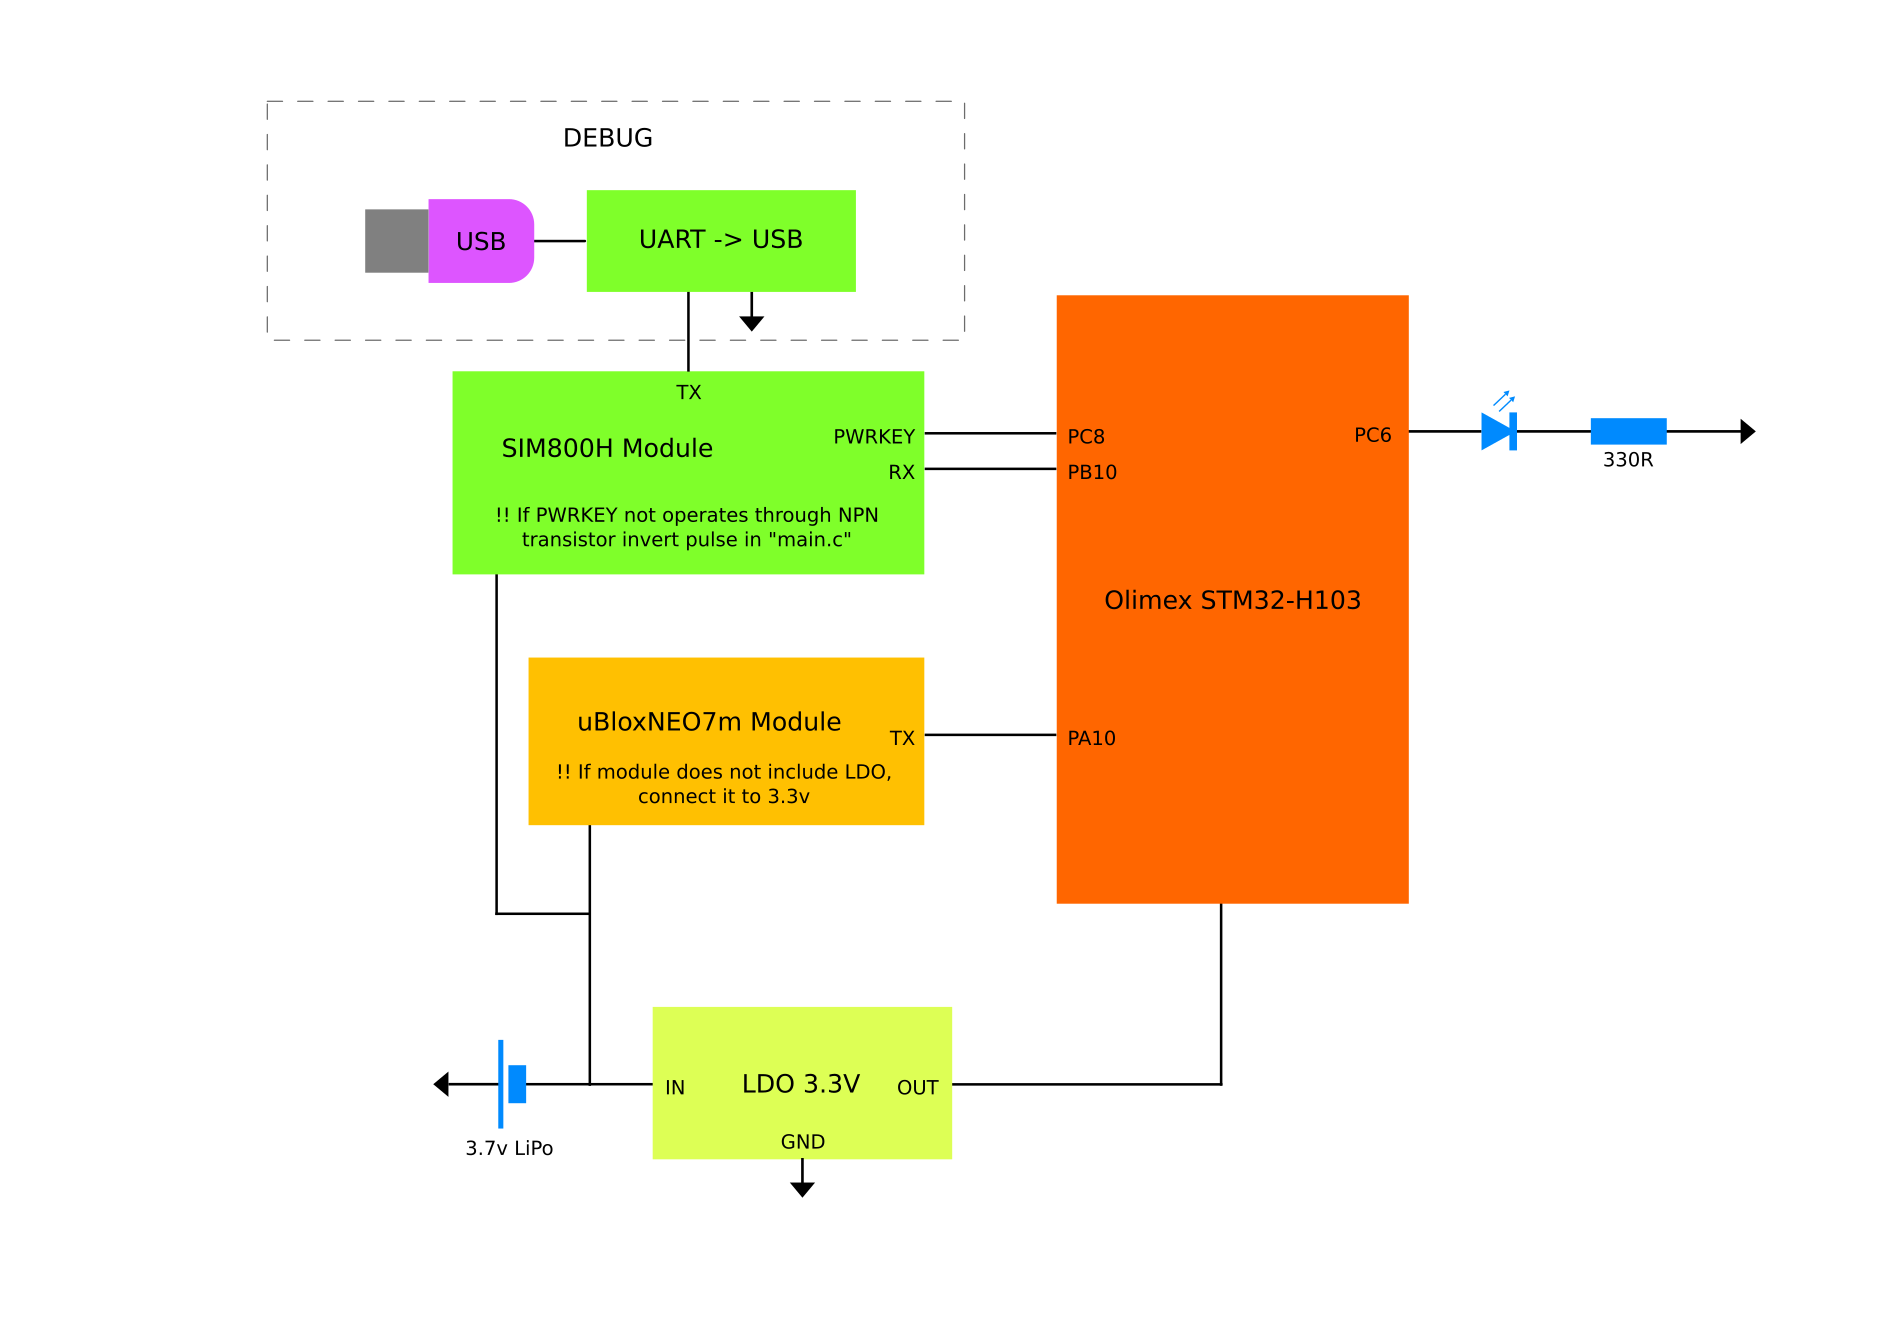 DEBUG
USB
UART -> USB
TX
SIM800H Module
PWRKEY
RX
!! If PWRKEY not operates through NPN
transistor invert pulse in "main.c"
PC8
PB10
PC6
330R
Olimex STM32-H103
uBloxNEO7m Module
TX
PA10
!! If module does not include LDO,
connect it to 3.3v
IN
LDO 3.3V
OUT
GND
3.7v LiPo